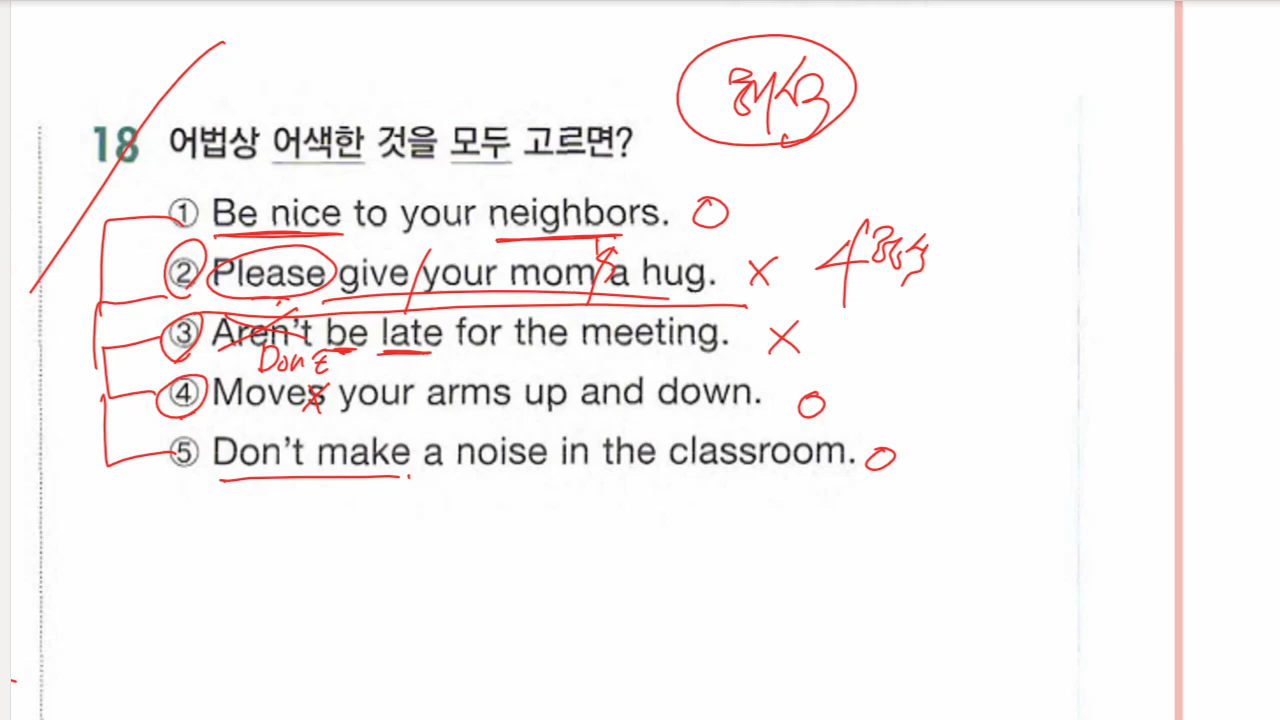 해석
18 어법상 어색한 것을 모두 고르면?
① Be nice to your neighbors. O
② Please give your mom a hug. X 4형식
③ Aren't be late for the meeting. X
Don't
④ Moves your arms up and down. O
⑤ Don't make a noise in the classroom. O